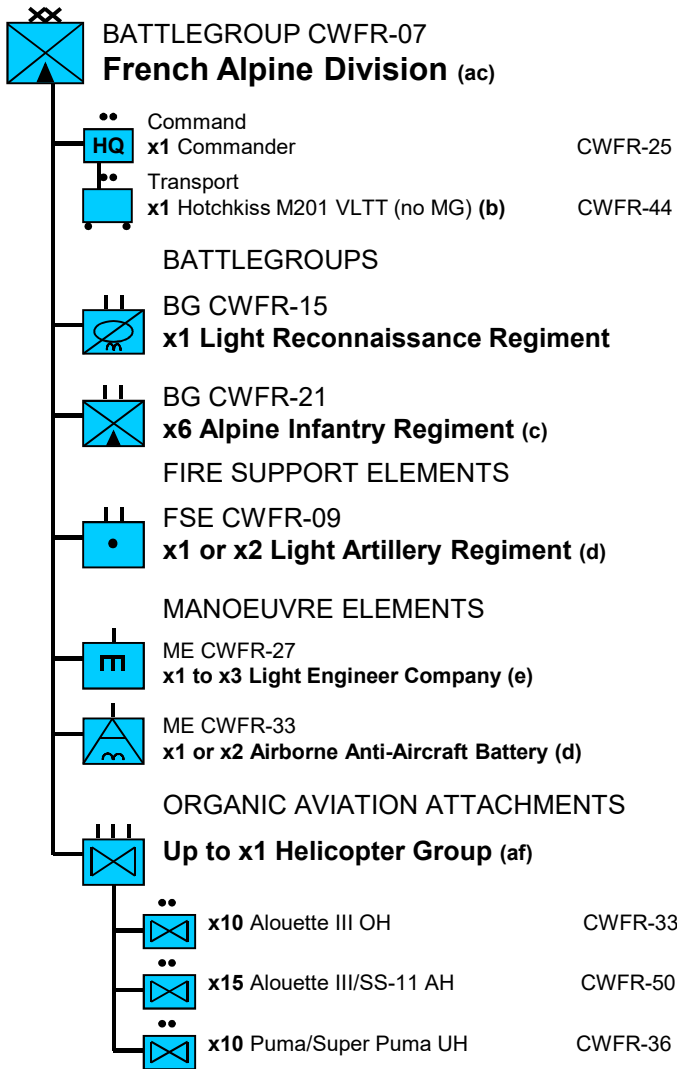 BATTLEGROUP CWFR-07
French Alpine Division (ac)
Command
HQ x1 Commander CWFR-25
Transport
x1 Hotchkiss M201 VLTT (no MG) (b) CWFR-44
BATTLEGROUPS
BG CWFR-15
x1 Light Reconnaissance Regiment
BG CWFR-21
x6 Alpine Infantry Regiment (c)
FIRE SUPPORT ELEMENTS
FSE CWFR-09
x1 or x2 Light Artillery Regiment (d)
MANOEUVRE ELEMENTS
ME CWFR-27
x1 to x3 Light Engineer Company (e)
ME CWFR-33
x1 or x2 Airborne Anti-Aircraft Battery (d)
ORGANIC AVIATION ATTACHMENTS
Up to x1 Helicopter Group (af)
x10 Alouette III OH CWFR-33
x15 Alouette III/SS-11 AH CWFR-50
x10 Puma/Super Puma UH CWFR-36